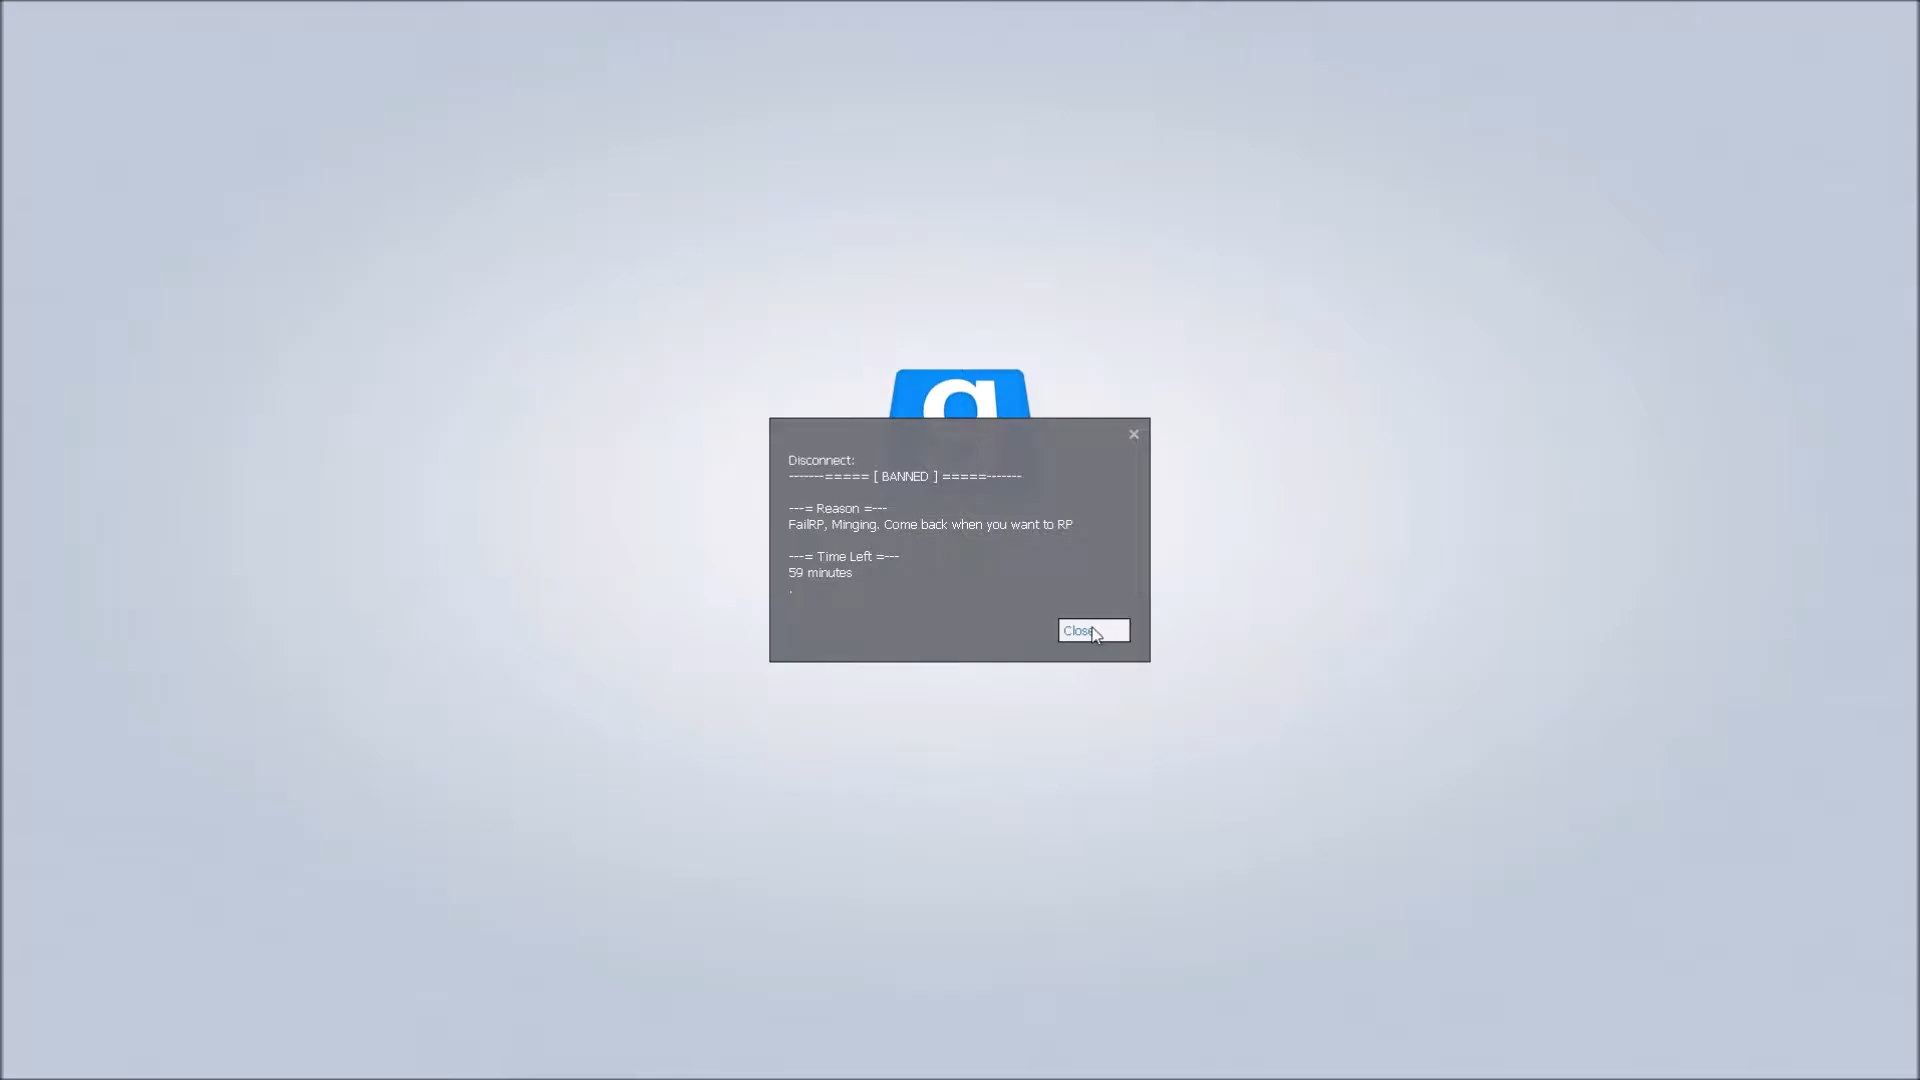 g
Disconnect:
-------===== [ BANNED ] =====-------
---= Reason =---
FailRP, Minging. Come back when you want to RP
---= Time Left =---
59 minutes
.
Close